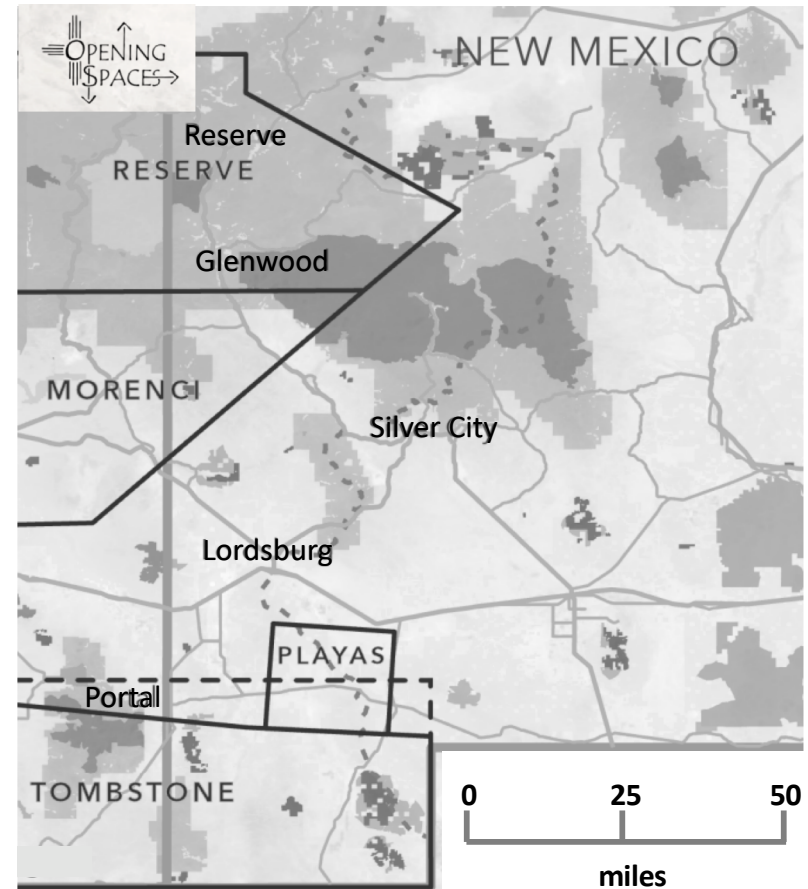 OPENING
SPACES
NEW MEXICO
Reserve
RESERVE
Glenwood
MORENCI
Silver City
Lordsburg
PLAYAS
Portal
TOMBSTONE
0 25 50
miles